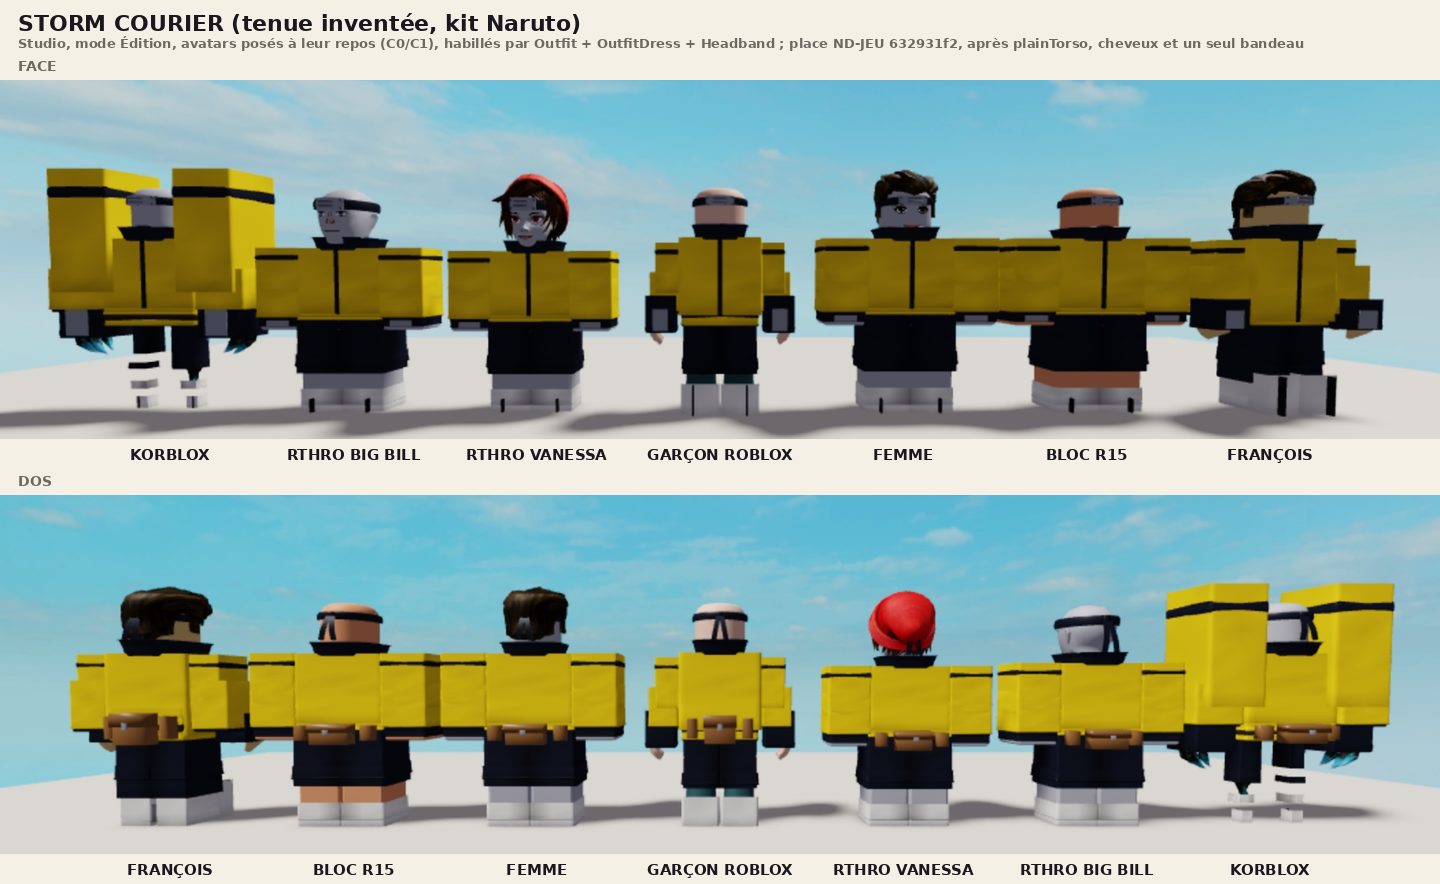 STORM COURIER (tenue inventée, kit Naruto)
Studio, mode Édition, avatars posés à leur repos (C0/C1), habillés par Outfit + OutfitDress + Headband ; place ND-JEU 632931f2, après plainTorso, cheveux et un seul bandeau
FACE
KORBLOX RTHRO BIG BILL RTHRO VANESSA GARÇON ROBLOX FEMME BLOC R15 FRANÇOIS
DOS
FRANÇOIS BLOC R15 FEMME GARÇON ROBLOX RTHRO VANESSA RTHRO BIG BILL KORBLOX